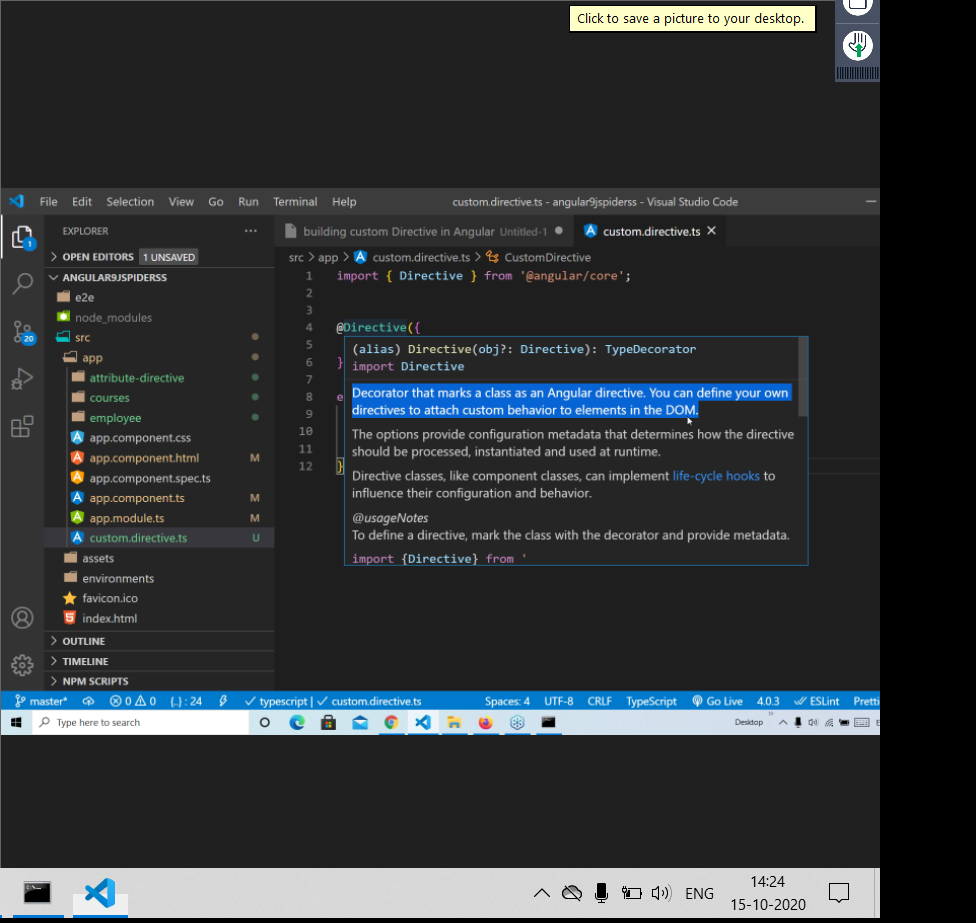 Click to save a picture to your desktop.
File Edit Selection View Go Run Terminal Help custom.directive.ts - angular9jspiderss - Visual Studio Code
EXPLORER ···
building custom Directive in Angular Untitled-1 ●
custom.directive.ts ×
OPEN EDITORS 1 UNSAVED
src > app > custom.directive.ts > CustomDirective
ANGULAR9JSPIDERSS
e2e
node_modules
src
app
attribute-directive
courses
employee
app.component.css
app.component.html M
app.component.spec.ts
app.component.ts M
app.module.ts M
custom.directive.ts U
assets
environments
favicon.ico
index.html
OUTLINE
TIMELINE
NPM SCRIPTS
1 import { Directive } from '@angular/core';
2
3
4 @Directive({
5
6 }
7
8 e
9
10
11
12 }
(alias) Directive(obj?: Directive): TypeDecorator
import Directive
Decorator that marks a class as an Angular directive. You can define your own
directives to attach custom behavior to elements in the DOM.
The options provide configuration metadata that determines how the directive
should be processed, instantiated and used at runtime.
Directive classes, like component classes, can implement life-cycle hooks to
influence their configuration and behavior.
@usageNotes
To define a directive, mark the class with the decorator and provide metadata.
import {Directive} from '
1
20
master* 0 0 {..} : 24 typescript | custom.directive.ts Spaces: 4 UTF-8 CRLF TypeScript Go Live 4.0.3 ESLint Pretti
Type here to search Desktop » E
ENG 14:24
15-10-2020